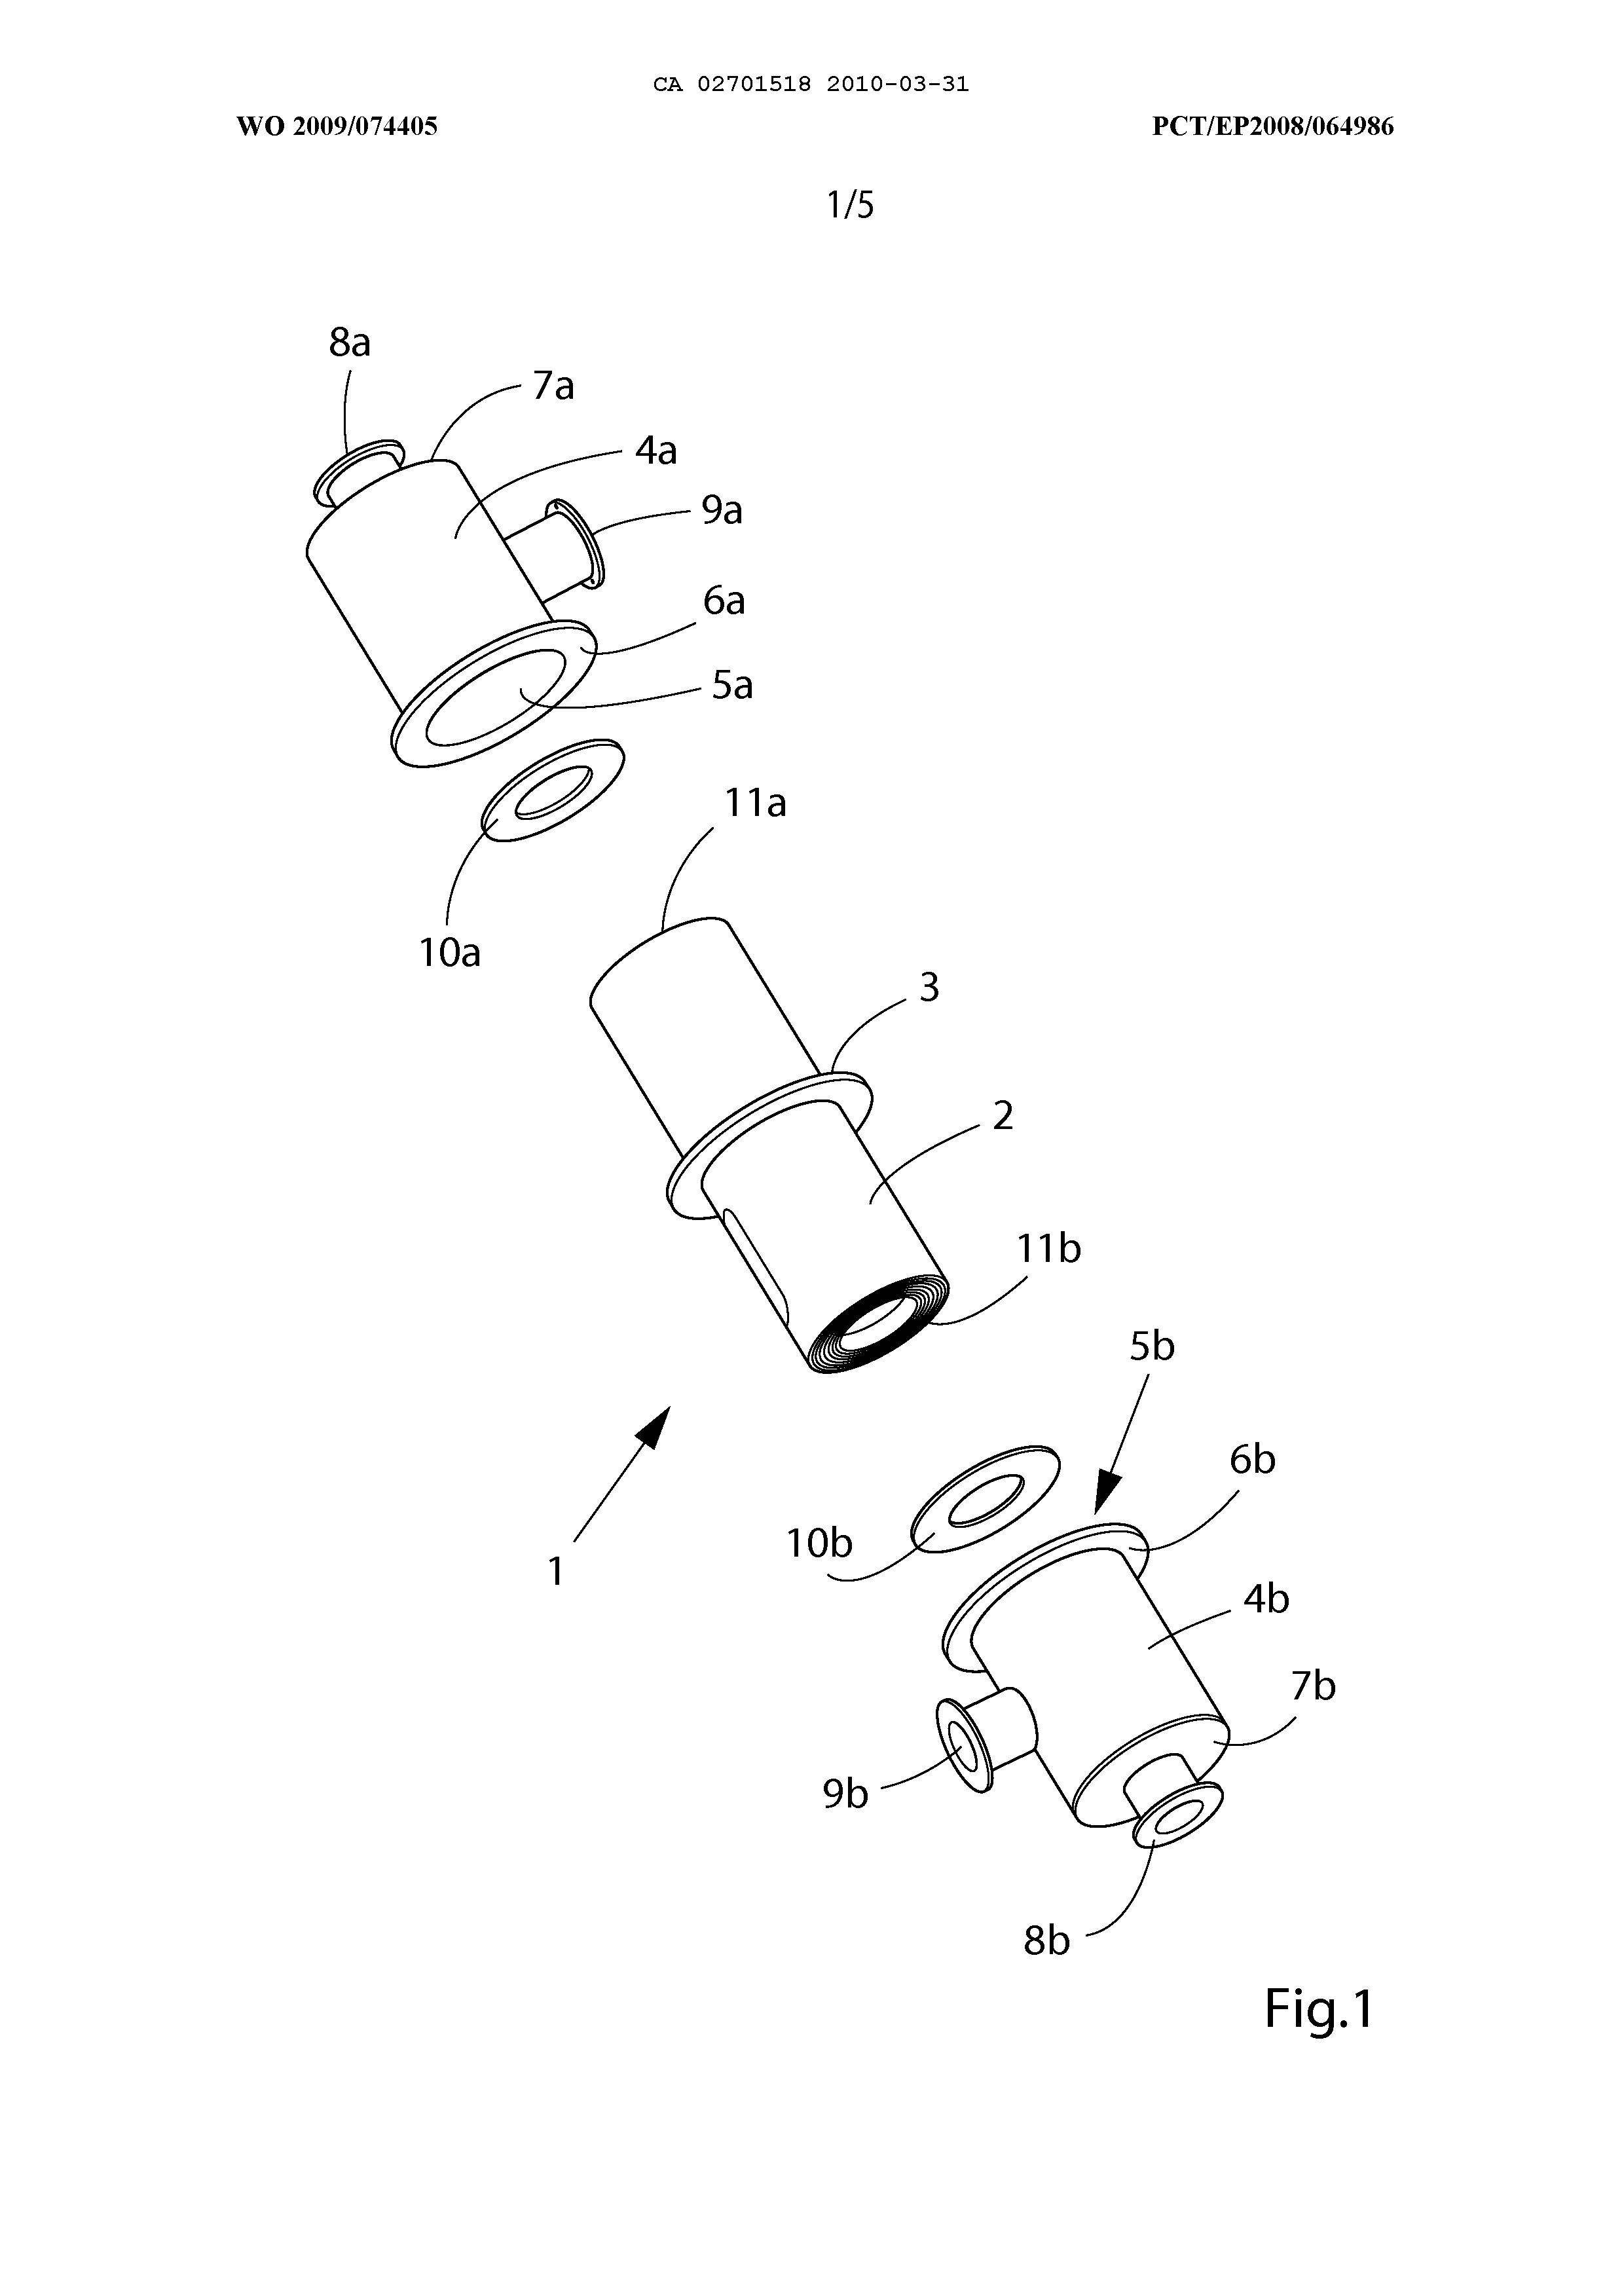 CA 02701518 2010-03-31
WO 2009/074405
PCT/EP2008/064986
1/5
8a
7a
4a
9a
6a
5a
11a
10a
3
2
11b
5b
6b
10b
1
4b
7b
9b
8b
Fig.1